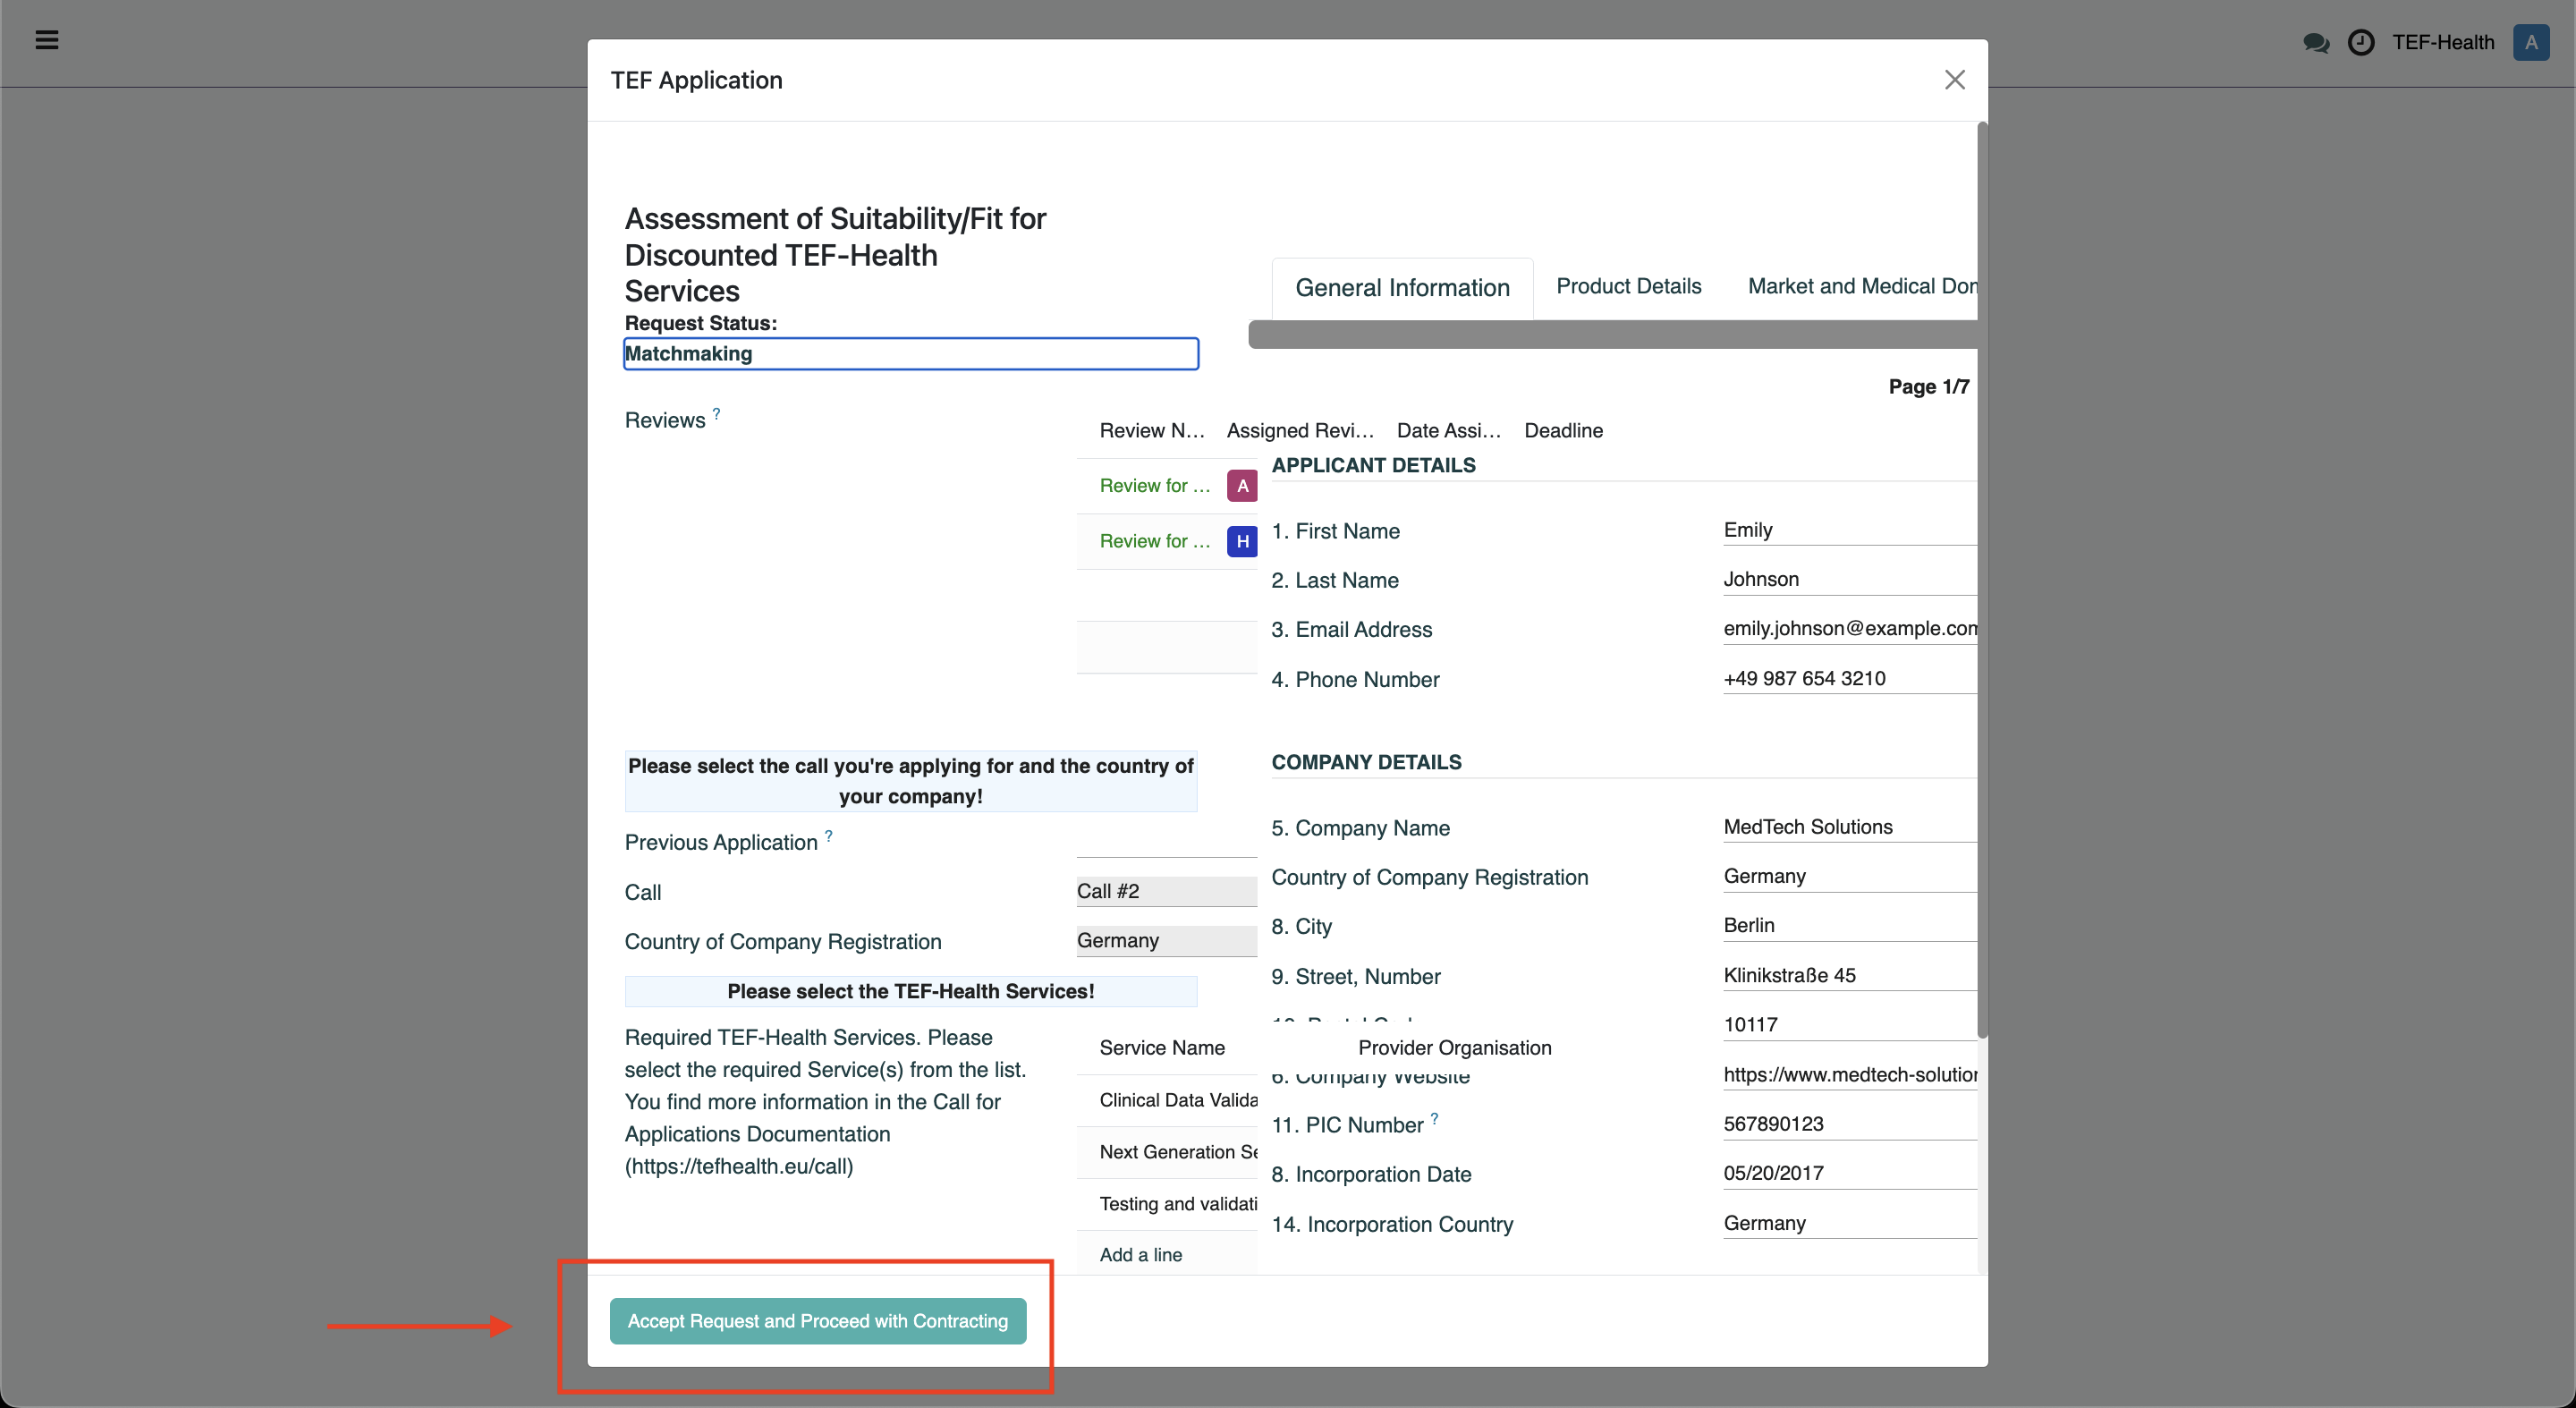 TEF-Health A
TEF Application
Assessment of Suitability/Fit for
Discounted TEF-Health
Services
Request Status:
Matchmaking
Reviews ?
Review N... Assigned Revi... Date Assi... Deadline
Review for ... A
Review for ... H
Please select the call you're applying for and the country of
your company!
Previous Application ?
Call Call #2
Country of Company Registration Germany
Please select the TEF-Health Services!
Required TEF-Health Services. Please
select the required Service(s) from the list.
You find more information in the Call for
Applications Documentation
(https://tefhealth.eu/call)
Service Name Provider Organisation
Clinical Data Valida
Next Generation Se
Testing and validati
Add a line
General Information Product Details Market and Medical Don
Page 1/7
APPLICANT DETAILS
1. First Name Emily
2. Last Name Johnson
3. Email Address emily.johnson@example.com
4. Phone Number +49 987 654 3210
COMPANY DETAILS
5. Company Name MedTech Solutions
Country of Company Registration Germany
8. City Berlin
9. Street, Number Klinikstraße 45
10117
6. Company Website https://www.medtech-solution
11. PIC Number ? 567890123
8. Incorporation Date 05/20/2017
14. Incorporation Country Germany
Accept Request and Proceed with Contracting